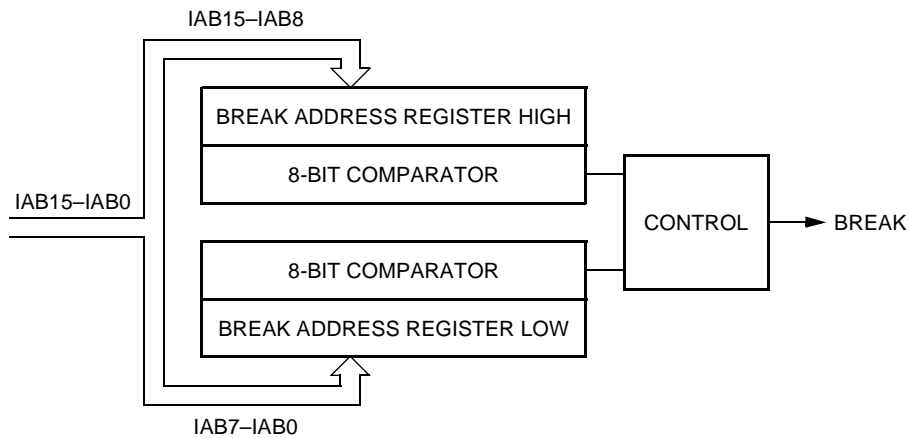 IAB15–IAB8
BREAK ADDRESS REGISTER HIGH
8-BIT COMPARATOR
IAB15–IAB0
CONTROL
BREAK
8-BIT COMPARATOR
BREAK ADDRESS REGISTER LOW
IAB7–IAB0